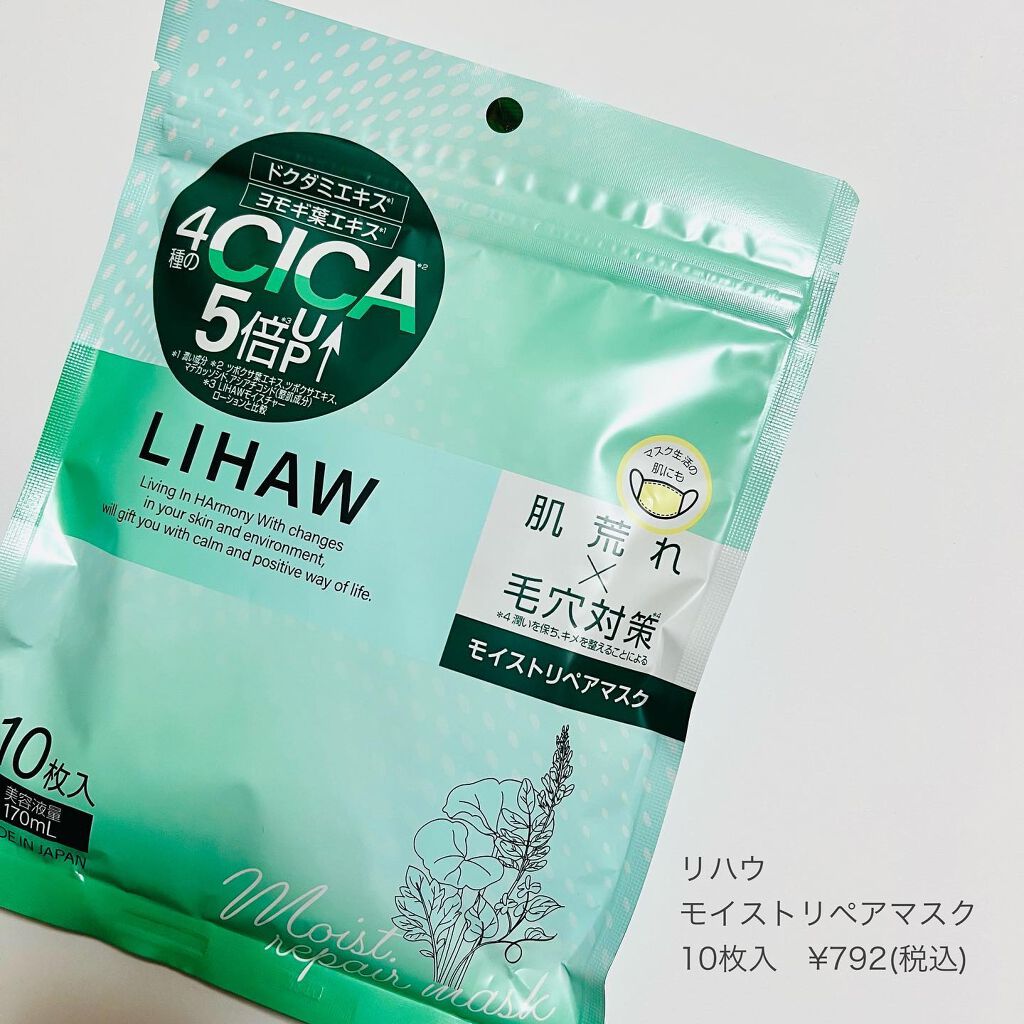 ドクダミエキス*1
ヨモギ葉エキス*1
4種の
CICA*2
5倍*3UP↑
*1 潤い成分 *2 ツボクサ葉エキス、ツボクサエキス、
マデカッソシド、アシアチコシド(整肌成分)
*3 LIHAWモイスチャー
ローションと比較
LIHAW
Living In HArmony With changes
in your skin and environment,
will gift you with calm and positive way of life.
マスク生活の
肌にも
肌荒れ
×
毛穴対策*4
*4 潤いを保ち、キメを整えることによる
モイストリペアマスク
10枚入
美容液量
170mL
DE IN JAPAN
Moist.
repair mask
リハウ
モイストリペアマスク
10枚入 ¥792(税込)